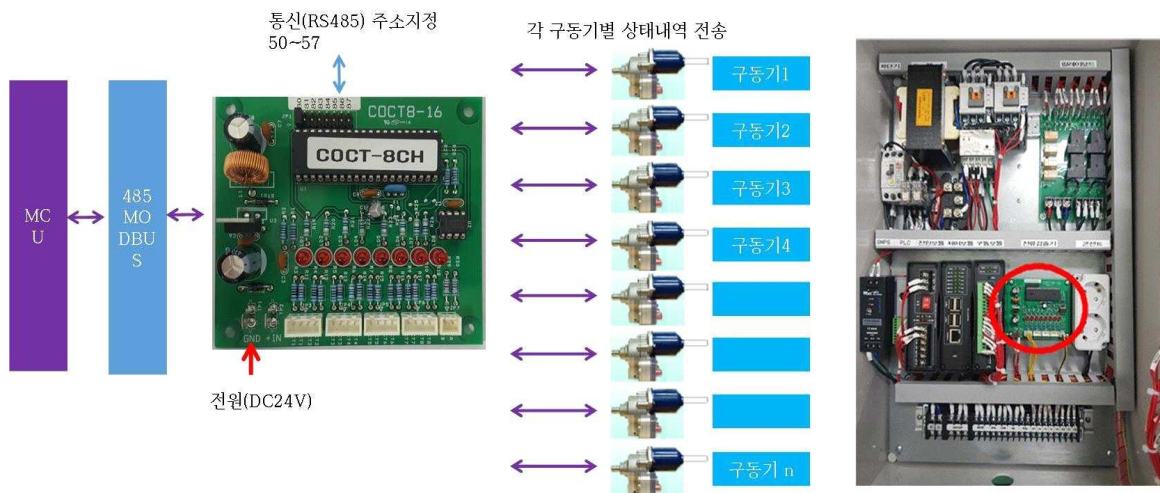 통신(RS485) 주소지정
50~57
각 구동기별 상태내역 전송
MC
U
485
MO
DBU
S
COCT8-16
COCT-8CH
GND +IN
전원(DC24V)
구동기1
구동기2
구동기3
구동기4
구동기 n
SMPS PLC